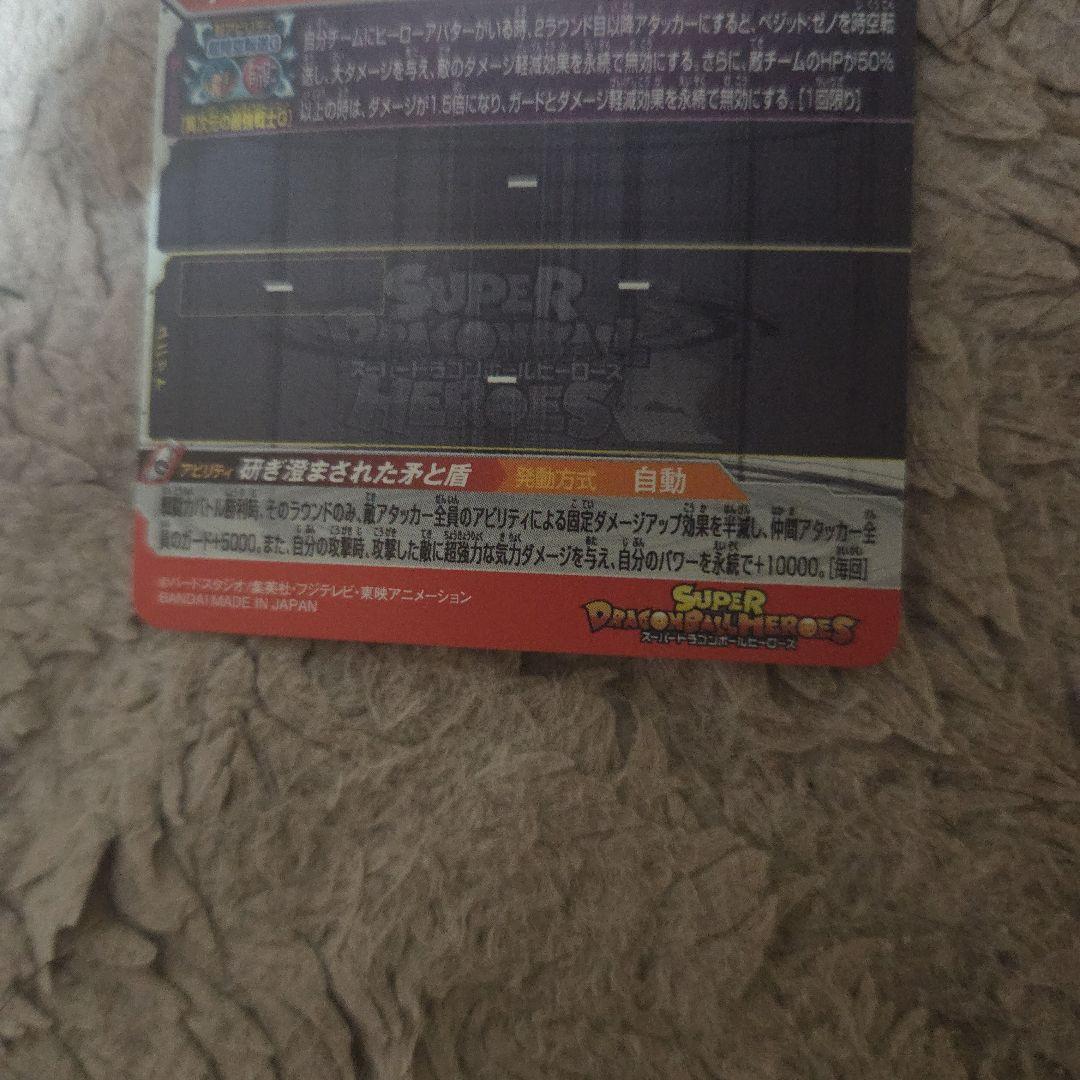 自分チームにヒーローアバターがいる時、2ラウンド目以降アタッカーにすると、ベジット:ゼノを時空転
送し、大ダメージを与え、敵のダメージ軽減効果を永続で無効にする。さらに、敵チームのHPが50%
以上の時は、ダメージが1.5倍になり、ガードとダメージ軽減効果を永続で無効にする。[1回限り]
SUPER
DRAGONBALL
スーパードラゴンボールヒーローズ
HEROES
アビリティ 研ぎ澄まされた矛と盾 発動方式 自動
バトル勝利時、そのラウンドのみ、敵アタッカー全員のアビリティによる固定ダメージアップ効果を半減し、仲間アタッカー全
員のガード+5000。また、自分の攻撃時、攻撃した敵に超強力な気力ダメージを与え、自分のパワーを永続で+10000。[毎回]
©バードスタジオ/集英社・フジテレビ・東映アニメーション
BANDAI MADE IN JAPAN
SUPER
DRAGONBALL HEROES
スーパードラゴンボールヒーローズ